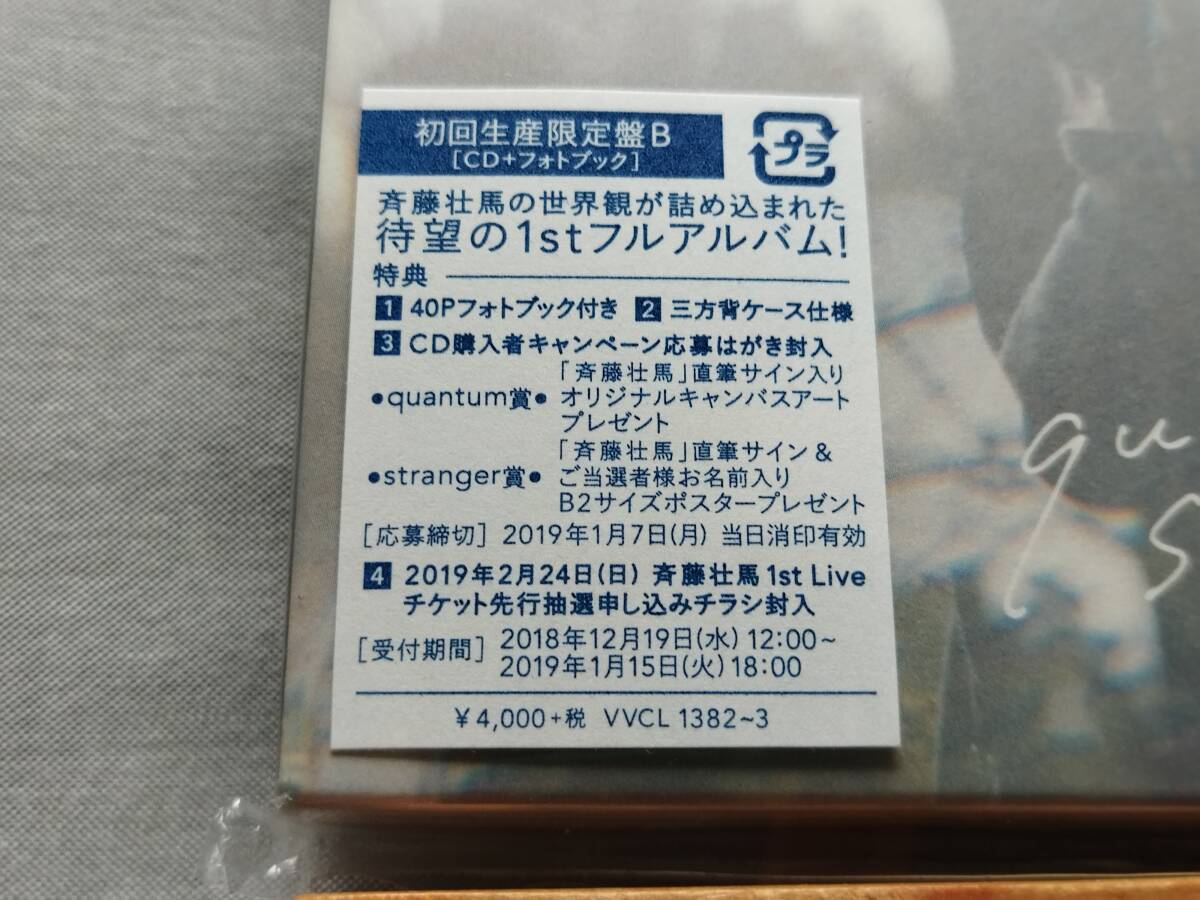 初回生産限定盤B
[CD+フォトブック]
プラ
斉藤壮馬の世界観が詰め込まれた
待望の1stフルアルバム!
特典
1 40Pフォトブック付き 2 三方背ケース仕様
3 CD購入者キャンペーン応募はがき封入
•quantum賞• 「斉藤壮馬」直筆サイン入り
オリジナルキャンバスアート
プレゼント
•stranger賞• 「斉藤壮馬」直筆サイン&
ご当選者様お名前入り
B2サイズポスタープレゼント
[応募締切] 2019年1月7日(月) 当日消印有効
4 2019年2月24日(日) 斉藤壮馬 1st Live
チケット先行抽選申し込みチラシ封入
[受付期間] 2018年12月19日(水) 12:00~
2019年1月15日(火) 18:00
¥4,000+税 VVCL 1382~3
qu
s